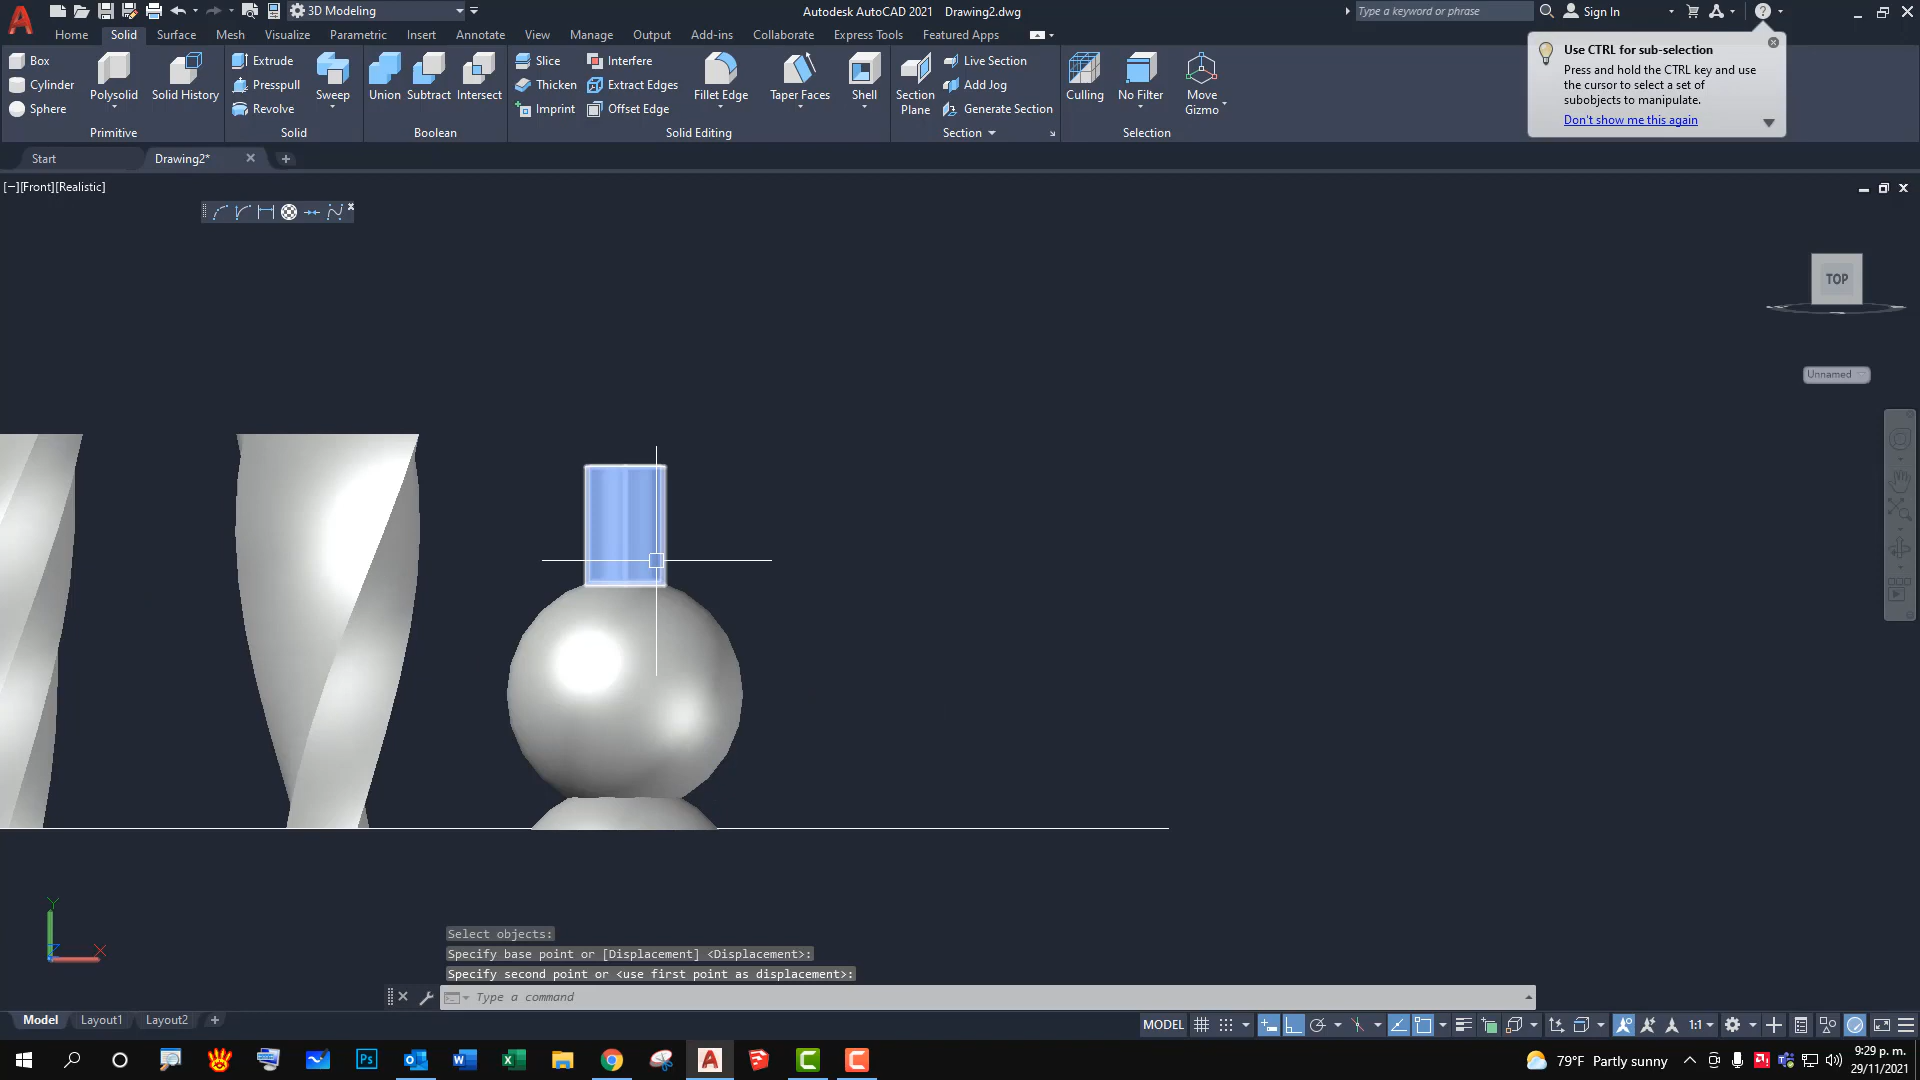 3D Modeling
Autodesk AutoCAD 2021 Drawing2.dwg
Type a keyword or phrase
Sign In
Home Solid Surface Mesh Visualize Parametric Insert Annotate View Manage Output Add-ins Collaborate Express Tools Featured Apps
Box
Cylinder
Sphere
Polysolid
Solid History
Primitive
Extrude
Presspull
Revolve
Sweep
Solid
Union
Subtract
Intersect
Boolean
Slice
Thicken
Imprint
Interfere
Extract Edges
Offset Edge
Fillet Edge
Taper Faces
Shell
Solid Editing
Section Plane
Live Section
Add Jog
Generate Section
Section
Culling
No Filter
Move Gizmo
Selection
Use CTRL for sub-selection
Press and hold the CTRL key and use
the cursor to select a set of
subobjects to manipulate.
Don't show me this again
Start
Drawing2*
[−][Front][Realistic]
TOP
Unnamed
Y
X
Z
Select objects:
Specify base point or [Displacement] <Displacement>:
Specify second point or <use first point as displacement>:
Type a command
Model Layout1 Layout2
MODEL
1:1
79°F Partly sunny
9:29 p. m.
29/11/2021